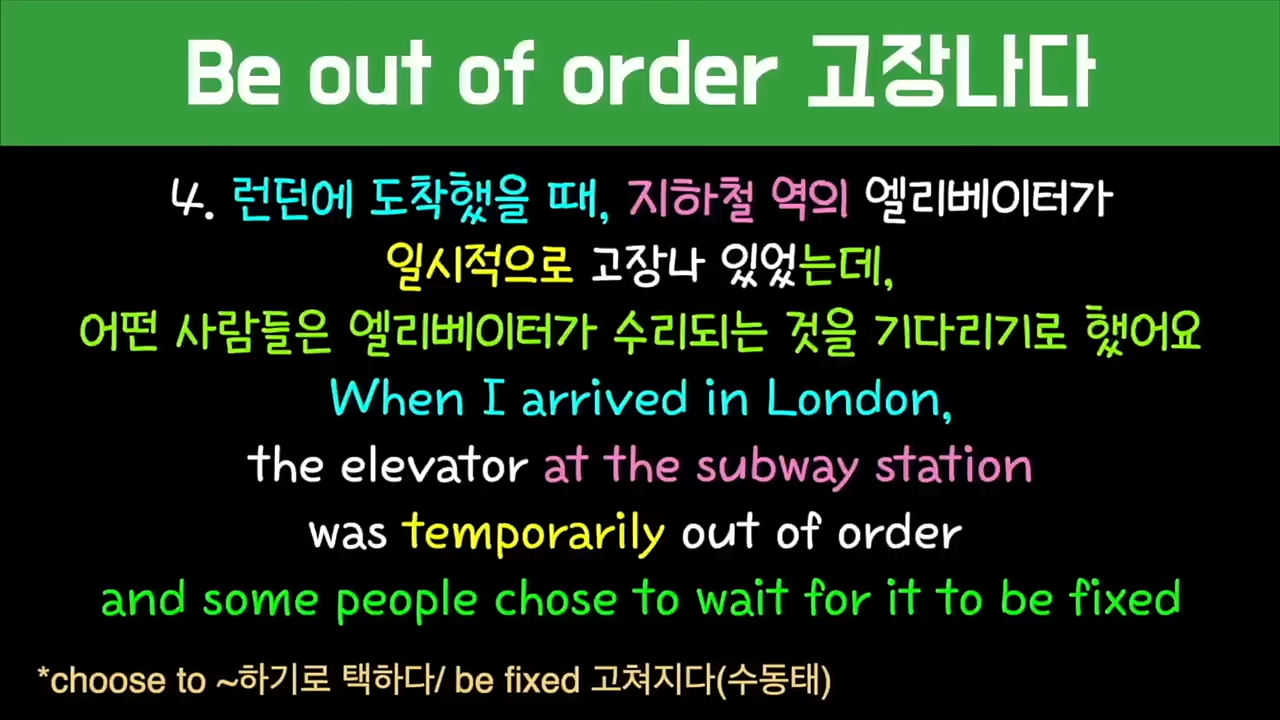 Be out of order 고장나다
4. 런던에 도착했을 때, 지하철 역의 엘리베이터가
일시적으로 고장나 있었는데,
어떤 사람들은 엘리베이터가 수리되는 것을 기다리기로 했어요
When I arrived in London,
the elevator at the subway station
was temporarily out of order
and some people chose to wait for it to be fixed
*choose to ~하기로 택하다/ be fixed 고쳐지다(수동태)